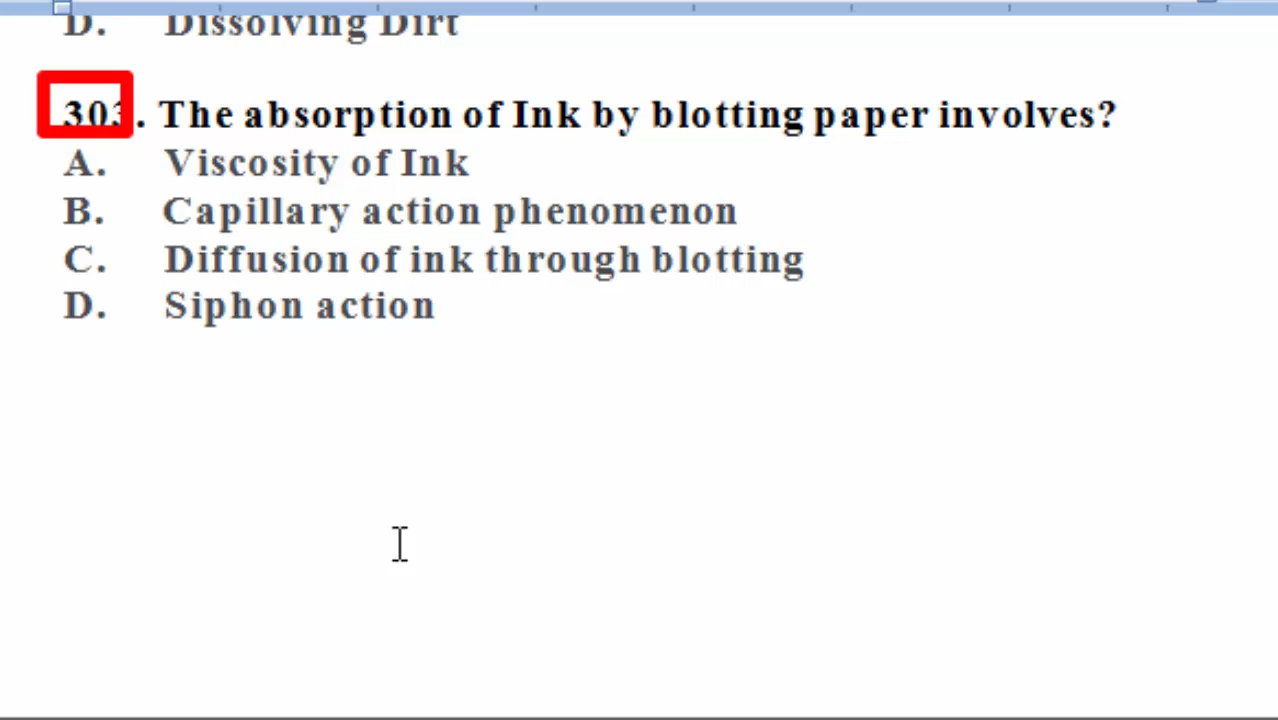 D. Dissolving Dirt
303. The absorption of Ink by blotting paper involves?
A. Viscosity of Ink
B. Capillary action phenomenon
C. Diffusion of ink through blotting
D. Siphon action